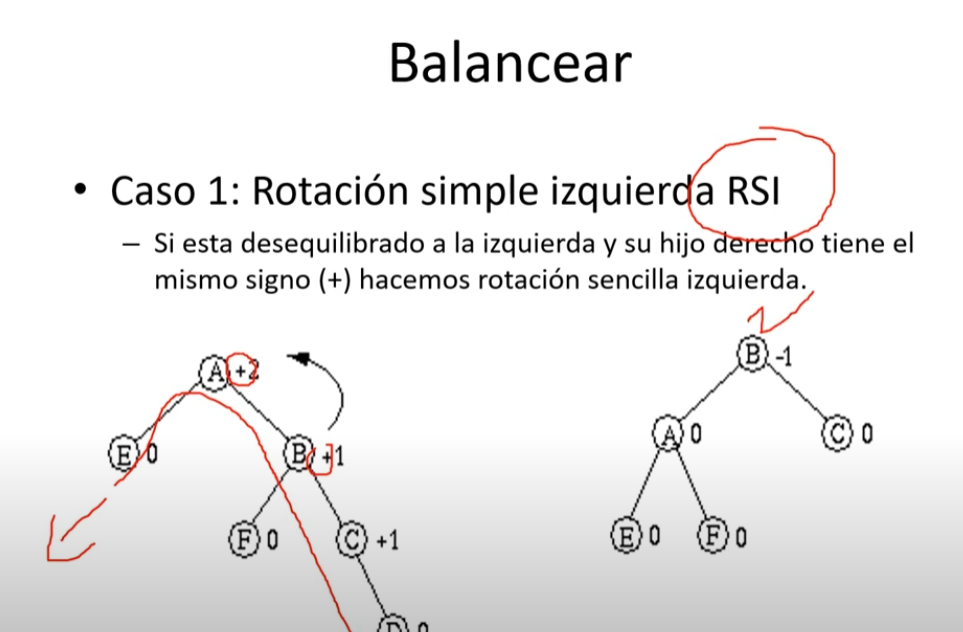 Balancear
• Caso 1: Rotación simple izquierda RSI
– Si esta desequilibrado a la izquierda y su hijo derecho tiene el
mismo signo (+) hacemos rotación sencilla izquierda.
A +2
B -1
E 0
B +1
A 0
C 0
F 0
C +1
E 0
F 0
D 0